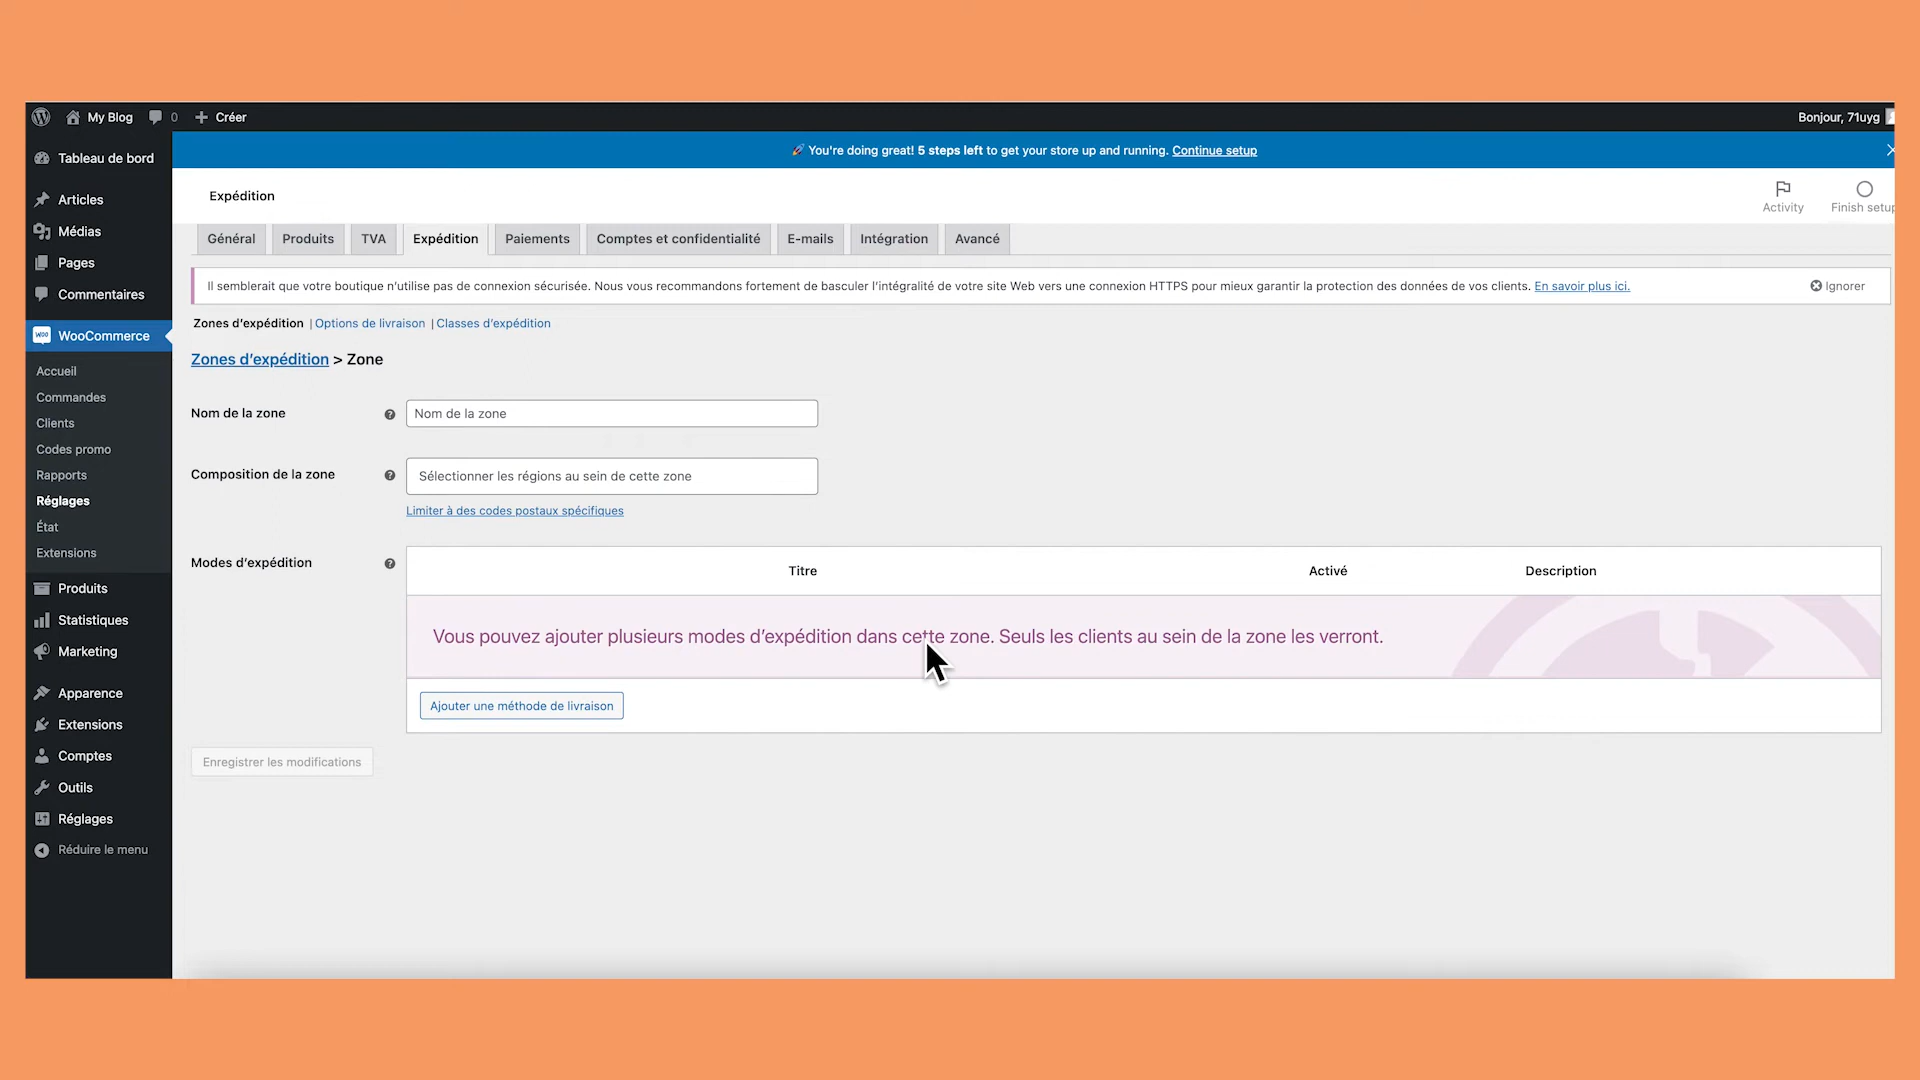 My Blog 0 Créer
Bonjour, 71uyg
Tableau de bord
Articles
Médias
Pages
Commentaires
WooCommerce
Accueil
Commandes
Clients
Codes promo
Rapports
Réglages
État
Extensions
Produits
Statistiques
Marketing
Apparence
Extensions
Comptes
Outils
Réglages
Réduire le menu
🚀 You're doing great! 5 steps left to get your store up and running. Continue setup
Expédition
Activity
Finish setup
Général Produits TVA Expédition Paiements Comptes et confidentialité E-mails Intégration Avancé
Il semblerait que votre boutique n'utilise pas de connexion sécurisée. Nous vous recommandons fortement de basculer l'intégralité de votre site Web vers une connexion HTTPS pour mieux garantir la protection des données de vos clients. En savoir plus ici.
Ignorer
Zones d'expédition | Options de livraison | Classes d'expédition
Zones d'expédition > Zone
Nom de la zone
Nom de la zone
Composition de la zone
Sélectionner les régions au sein de cette zone
Limiter à des codes postaux spécifiques
Modes d'expédition
Titre Activé Description
Vous pouvez ajouter plusieurs modes d'expédition dans cette zone. Seuls les clients au sein de la zone les verront.
Ajouter une méthode de livraison
Enregistrer les modifications